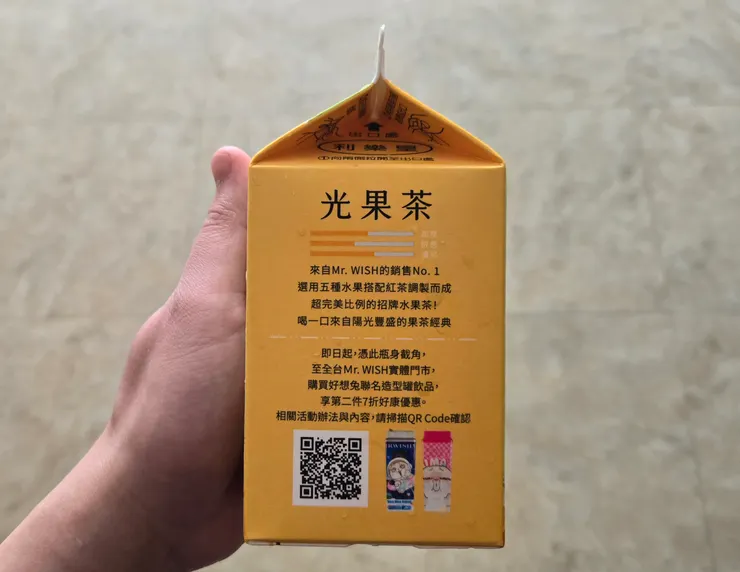 出口處
利樂皇
光果茶
來自Mr. WISH的銷售No. 1
選用五種水果搭配紅茶調製而成
超完美比例的招牌水果茶!
喝一口來自陽光豐盛的果茶經典
即日起,憑此瓶身截角,
至全台Mr. WISH實體門市,
購買好想兔聯名造型罐飲品,
享第二件7折好康優惠。
相關活動辦法與內容,請掃描QR Code確認